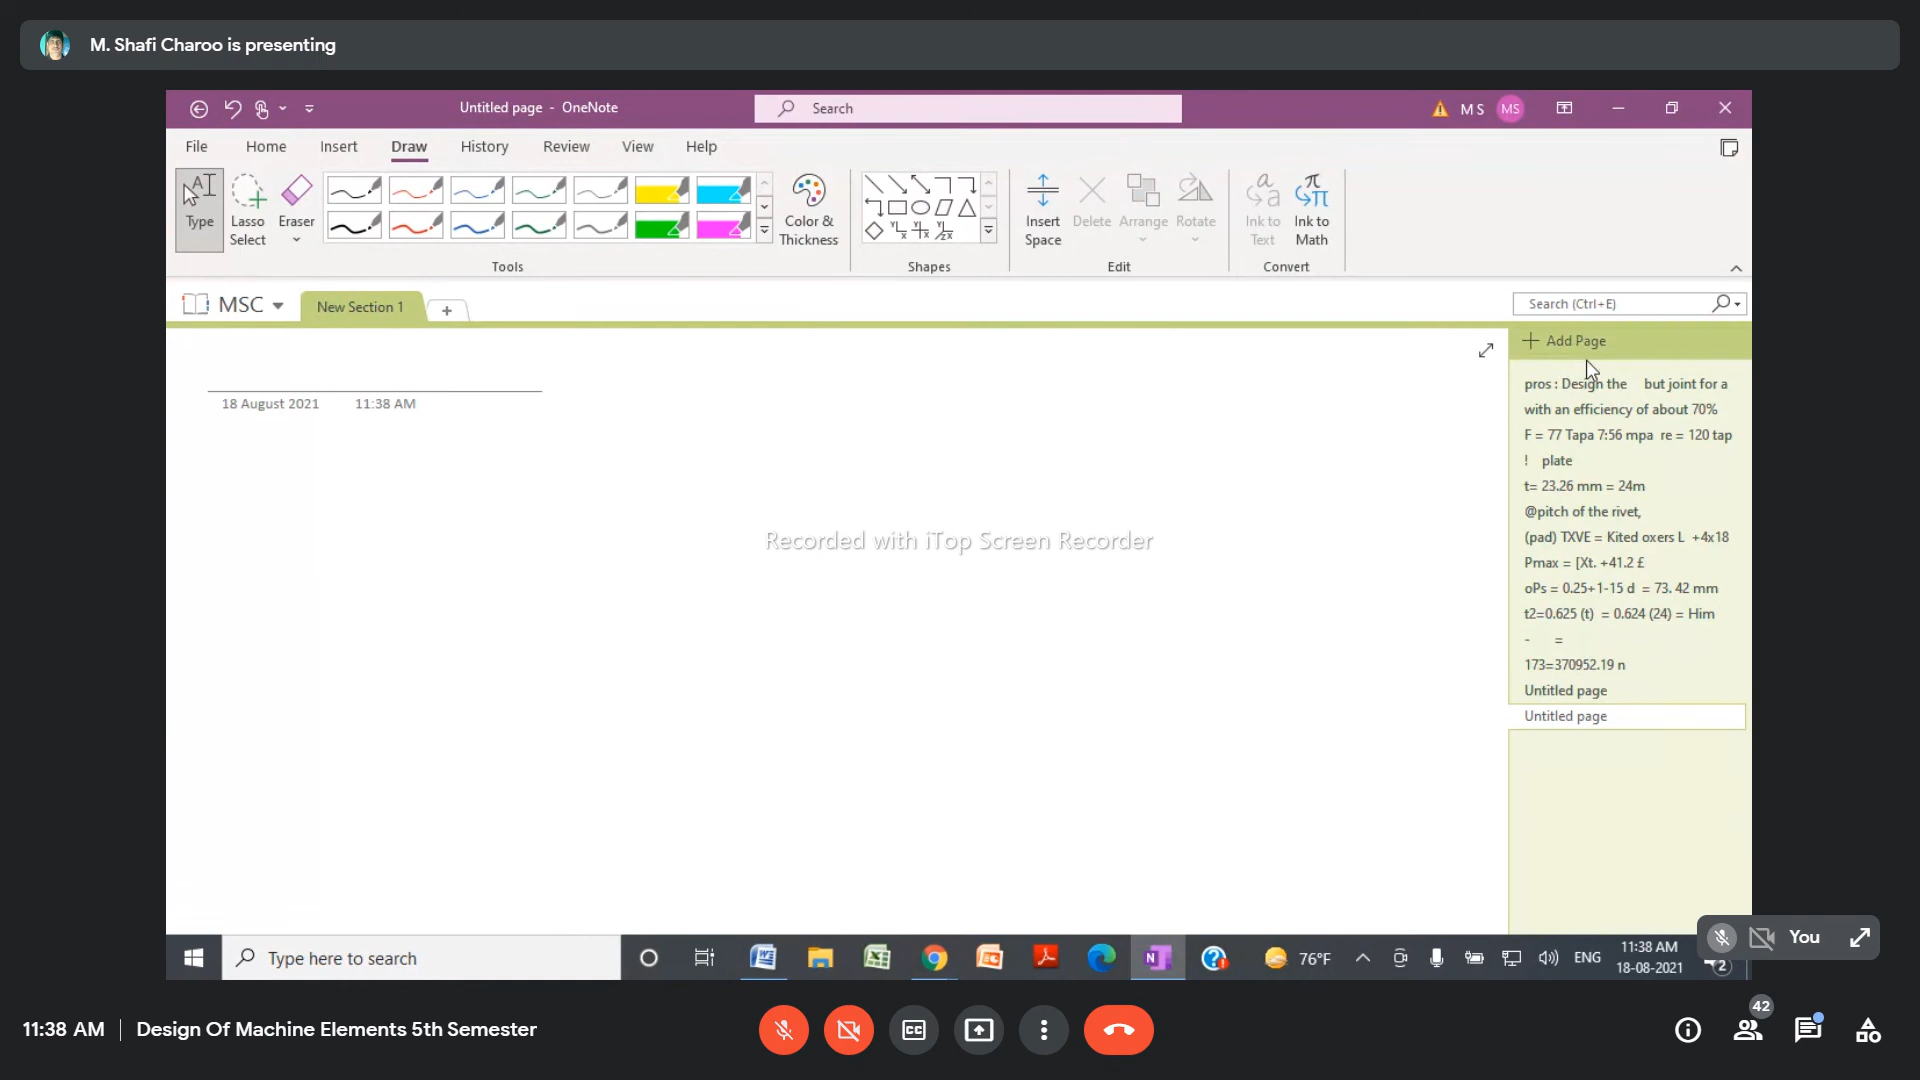 M. Shafi Charoo is presenting
Untitled page - OneNote
Search
M S
MS
File Home Insert Draw History Review View Help
Type
Lasso Select
Eraser
Color & Thickness
Insert Space
Delete
Arrange
Rotate
Ink to Text
Ink to Math
Tools
Shapes
Edit
Convert
MSC
New Section 1
Search (Ctrl+E)
Add Page
18 August 2021 11:38 AM
pros : Design the but joint for a
with an efficiency of about 70%
F = 77 Tapa 7:56 mpa re = 120 tap
! plate
t= 23.26 mm = 24m
@pitch of the rivet,
(pad) TXVE = Kited oxers L +4x18
Pmax = [Xt. +41.2 £
oPs = 0.25+1-15 d = 73. 42 mm
t2=0.625 (t) = 0.624 (24) = Him
- =
173=370952.19 n
Untitled page
Untitled page
Recorded with iTop Screen Recorder
Type here to search
76°F
ENG
11:38 AM
18-08-2021
2
You
11:38 AM | Design Of Machine Elements 5th Semester
CC
42